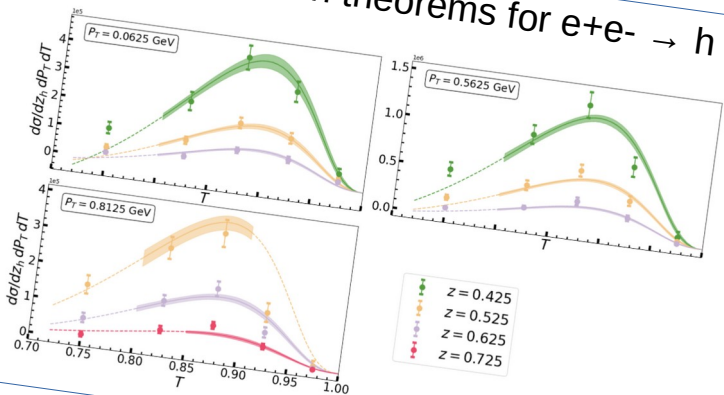 theorems for e+e- → h
1e5
P_T = 0.0625 GeV
4
3
2
1
0
dσ/dz_h dP_T dT
T
1e6
P_T = 0.5625 GeV
1.0
0.5
0.0
T
1e5
P_T = 0.8125 GeV
4
3
2
1
0
dσ/dz_h dP_T dT
0.70 0.75 0.80 0.85 0.90 0.95 1.00
T
z = 0.425
z = 0.525
z = 0.625
z = 0.725